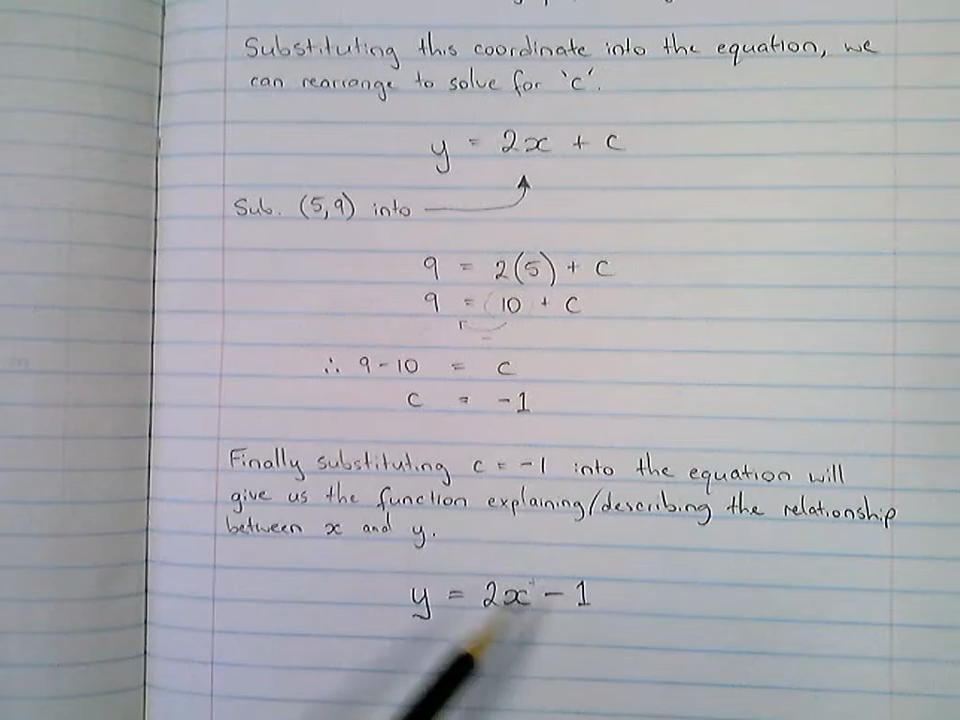 Substituting this coordinate into the equation, we
can rearrange to solve for 'c'.
y = 2x + c
Sub. (5,9) into
9 = 2(5) + c
9 = 10 + c
∴ 9 - 10 = c
c = -1
Finally substituting c = -1 into the equation will
give us the function explaining/describing the relationship
between x and y.
y = 2x - 1